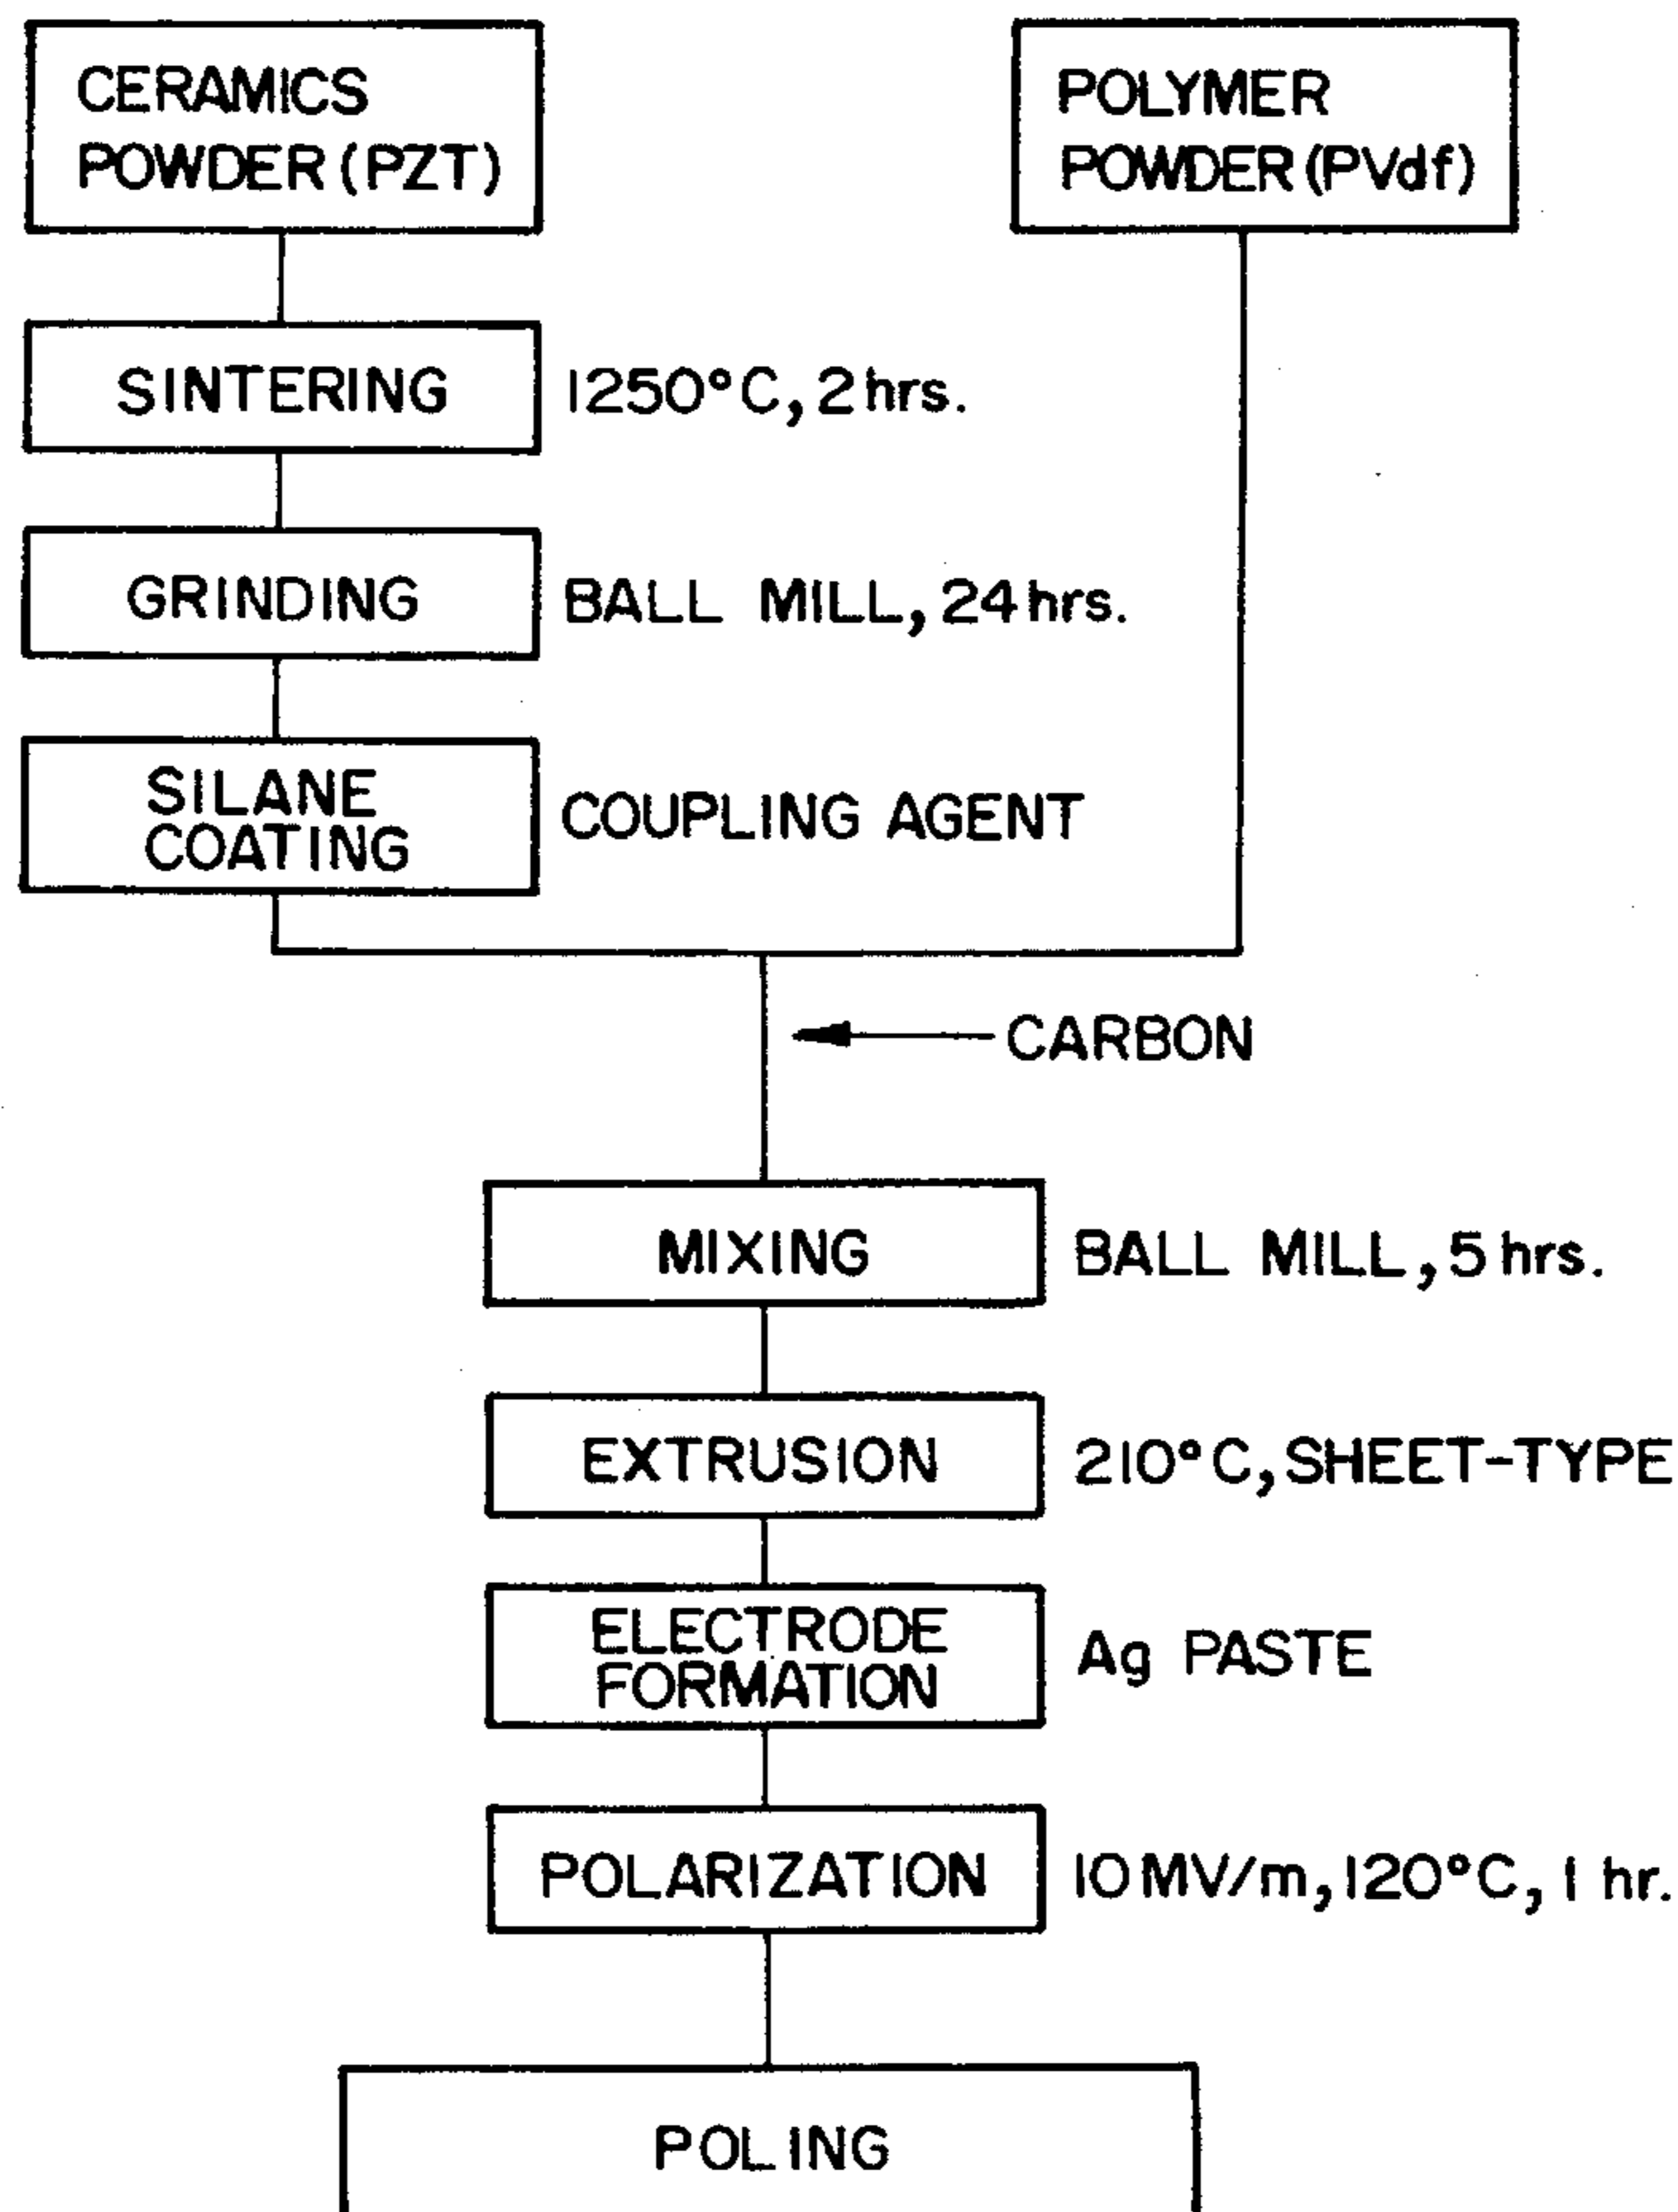 CERAMICS
POWDER (PZT)
POLYMER
POWDER (PVdf)
SINTERING
1250°C, 2 hrs.
GRINDING
BALL MILL, 24 hrs.
SILANE
COATING
COUPLING AGENT
CARBON
MIXING
BALL MILL, 5 hrs.
EXTRUSION
210°C, SHEET-TYPE
ELECTRODE
FORMATION
Ag PASTE
POLARIZATION
10 MV/m, 120°C, 1 hr.
POLING